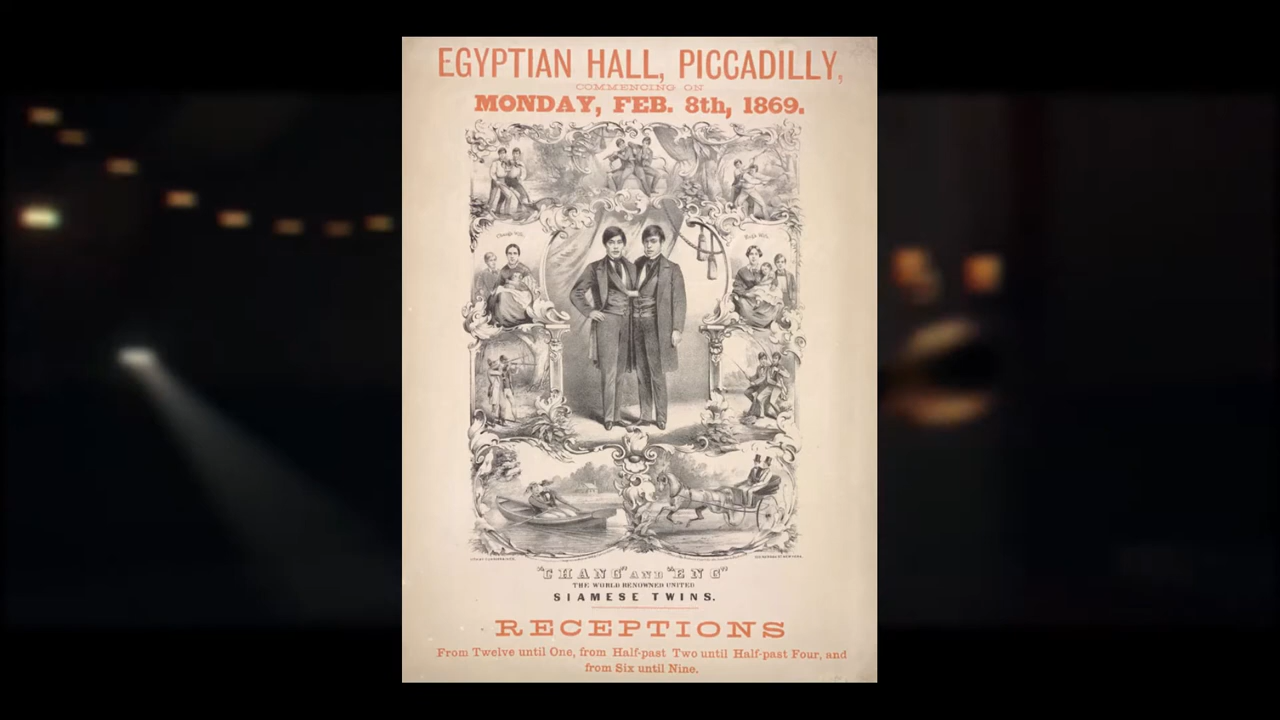 EGYPTIAN HALL, PICCADILLY,
COMMENCING ON
MONDAY, FEB. 8th, 1869.
"CHANG" AND "ENG"
THE WORLD RENOWNED UNITED
SIAMESE TWINS.
RECEPTIONS
From Twelve until One, from Half-past Two until Half-past Four, and
from Six until Nine.